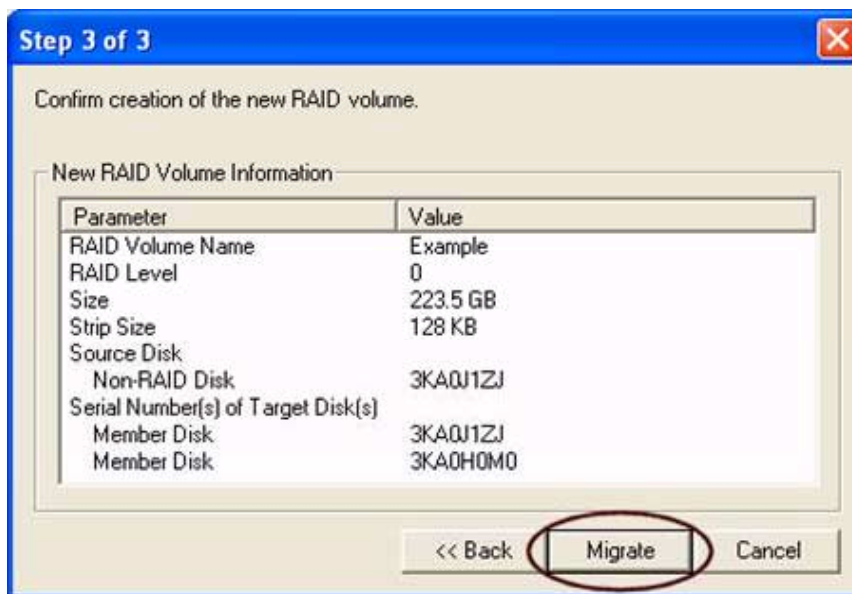 Step 3 of 3
Confirm creation of the new RAID volume.
New RAID Volume Information
Parameter Value
RAID Volume Name Example
RAID Level 0
Size 223.5 GB
Strip Size 128 KB
Source Disk
Non-RAID Disk 3KA0J1ZJ
Serial Number(s) of Target Disk(s)
Member Disk 3KA0J1ZJ
Member Disk 3KA0H0M0
<< Back Migrate Cancel